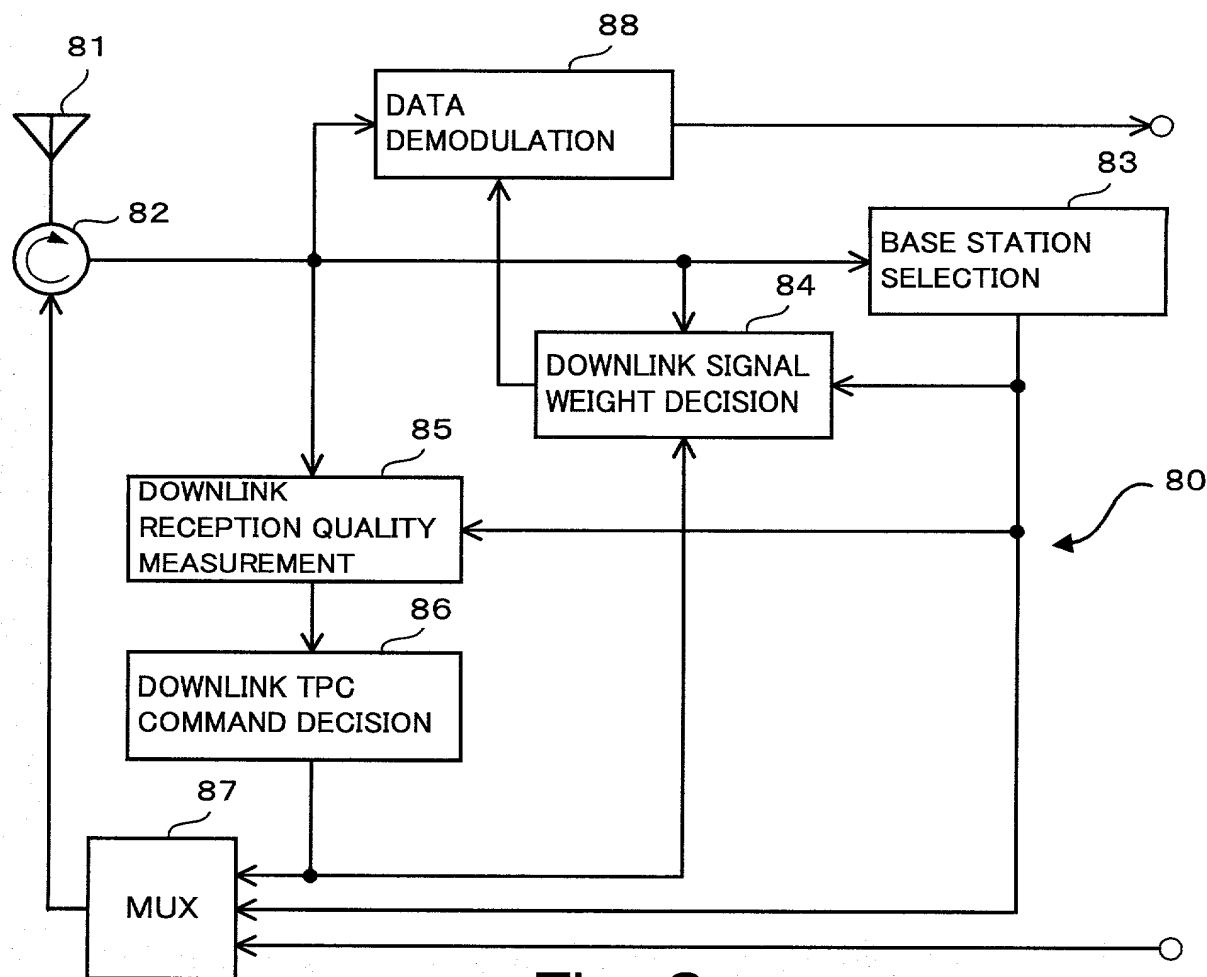 81
88
DATA
DEMODULATION
83
82
BASE STATION
SELECTION
84
DOWNLINK SIGNAL
WEIGHT DECISION
85
DOWNLINK
RECEPTION QUALITY
MEASUREMENT
80
86
DOWNLINK TPC
COMMAND DECISION
87
MUX